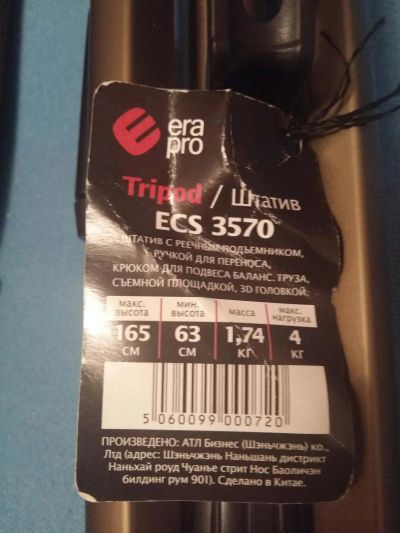 era
pro
Tripod / Штатив
ECS 3570
ШТАТИВ С РЕЕЧНЫМ ПОДЪЕМНИКОМ,
РУЧКОЙ ДЛЯ ПЕРЕНОСА,
КРЮКОМ ДЛЯ ПОДВЕСА БАЛАНС. ГРУЗА,
СЪЕМНОЙ ПЛОЩАДКОЙ, 3D ГОЛОВКОЙ,
макс. высота мин. высота масса макс. нагрузка
165 63 1,74 4
СМ СМ КГ КГ
5 060099 000720
ПРОИЗВЕДЕНО: АТЛ Бизнес (Шэньчжэнь) ко.,
Лтд (адрес: Шэньчжэнь Наньшань дистрикт
Наньхай роуд Чуанье стрит Нос Баоличэн
билдинг рум 901). Сделано в Китае.